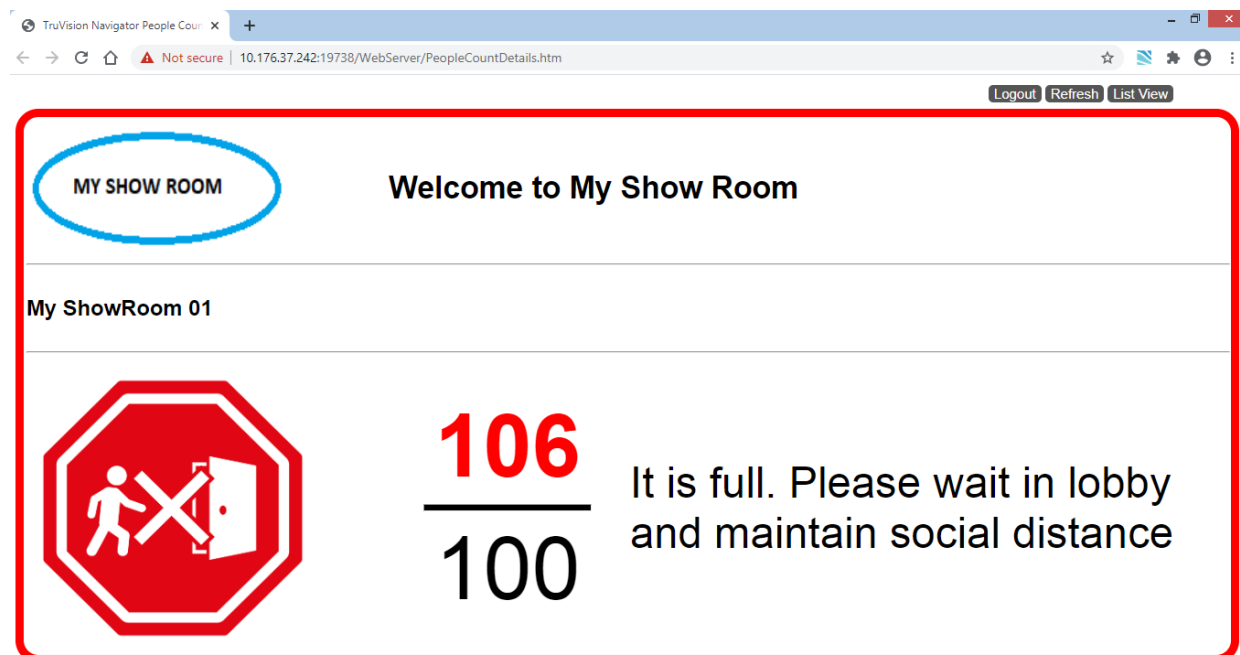 TruVision Navigator People Coun
Not secure | 10.176.37.242:19738/WebServer/PeopleCountDetails.htm
Logout Refresh List View
MY SHOW ROOM
Welcome to My Show Room
My ShowRoom 01
106
100
It is full. Please wait in lobby
and maintain social distance